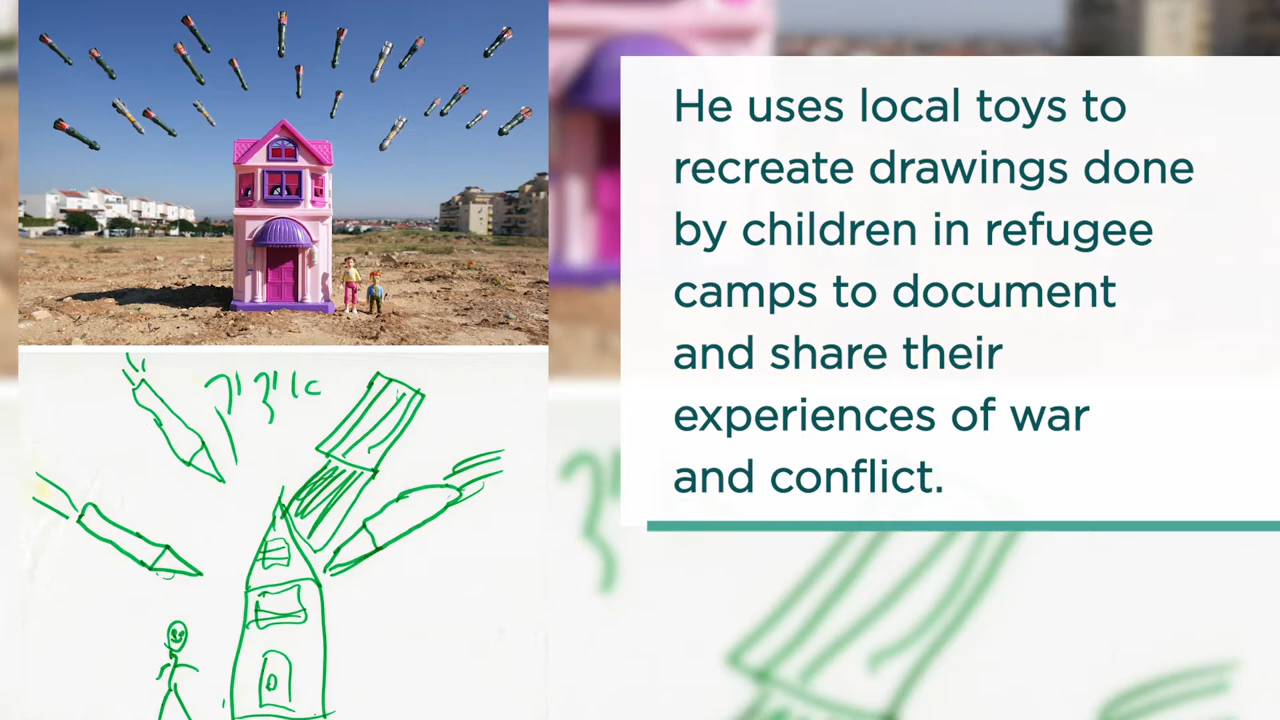 He uses local toys to
recreate drawings done
by children in refugee
camps to document
and share their
experiences of war
and conflict.